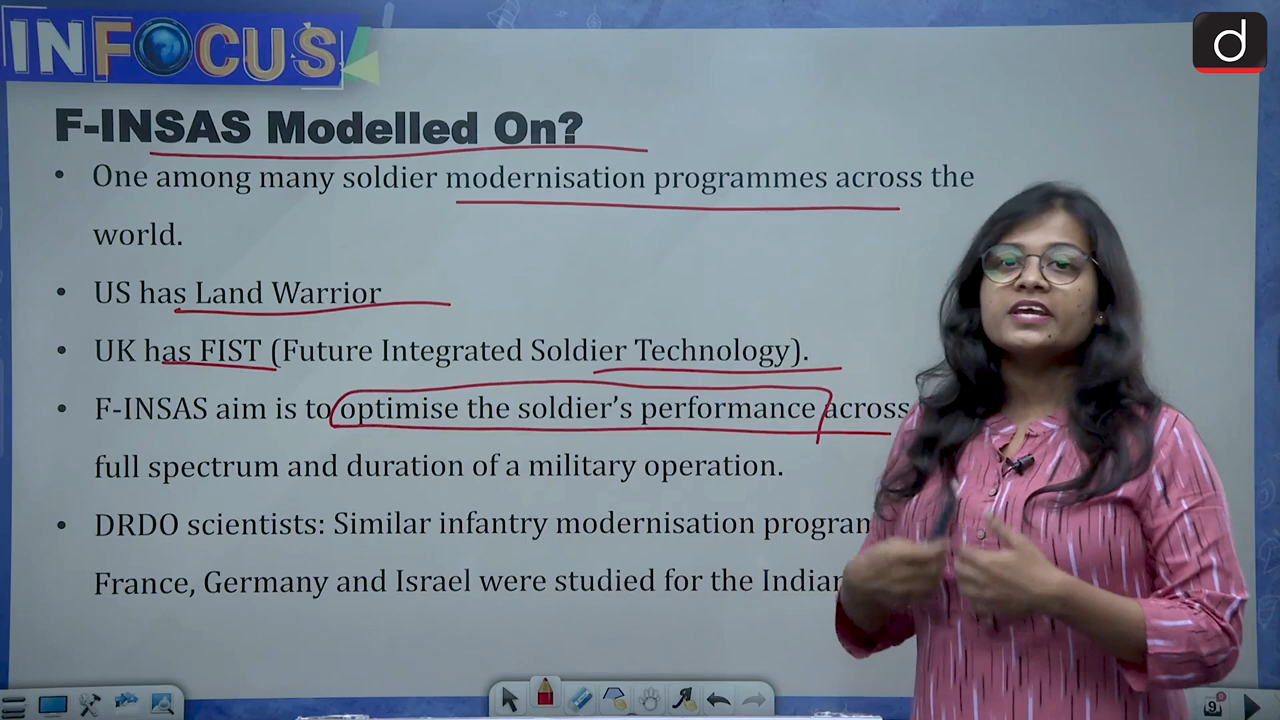 INFOCUS
d
F-INSAS Modelled On?
• One among many soldier modernisation programmes across the
world.
• US has Land Warrior
• UK has FIST (Future Integrated Soldier Technology).
• F-INSAS aim is to optimise the soldier's performance across
full spectrum and duration of a military operation.
• DRDO scientists: Similar infantry modernisation
France, Germany and Israel were studied for the Indian
9